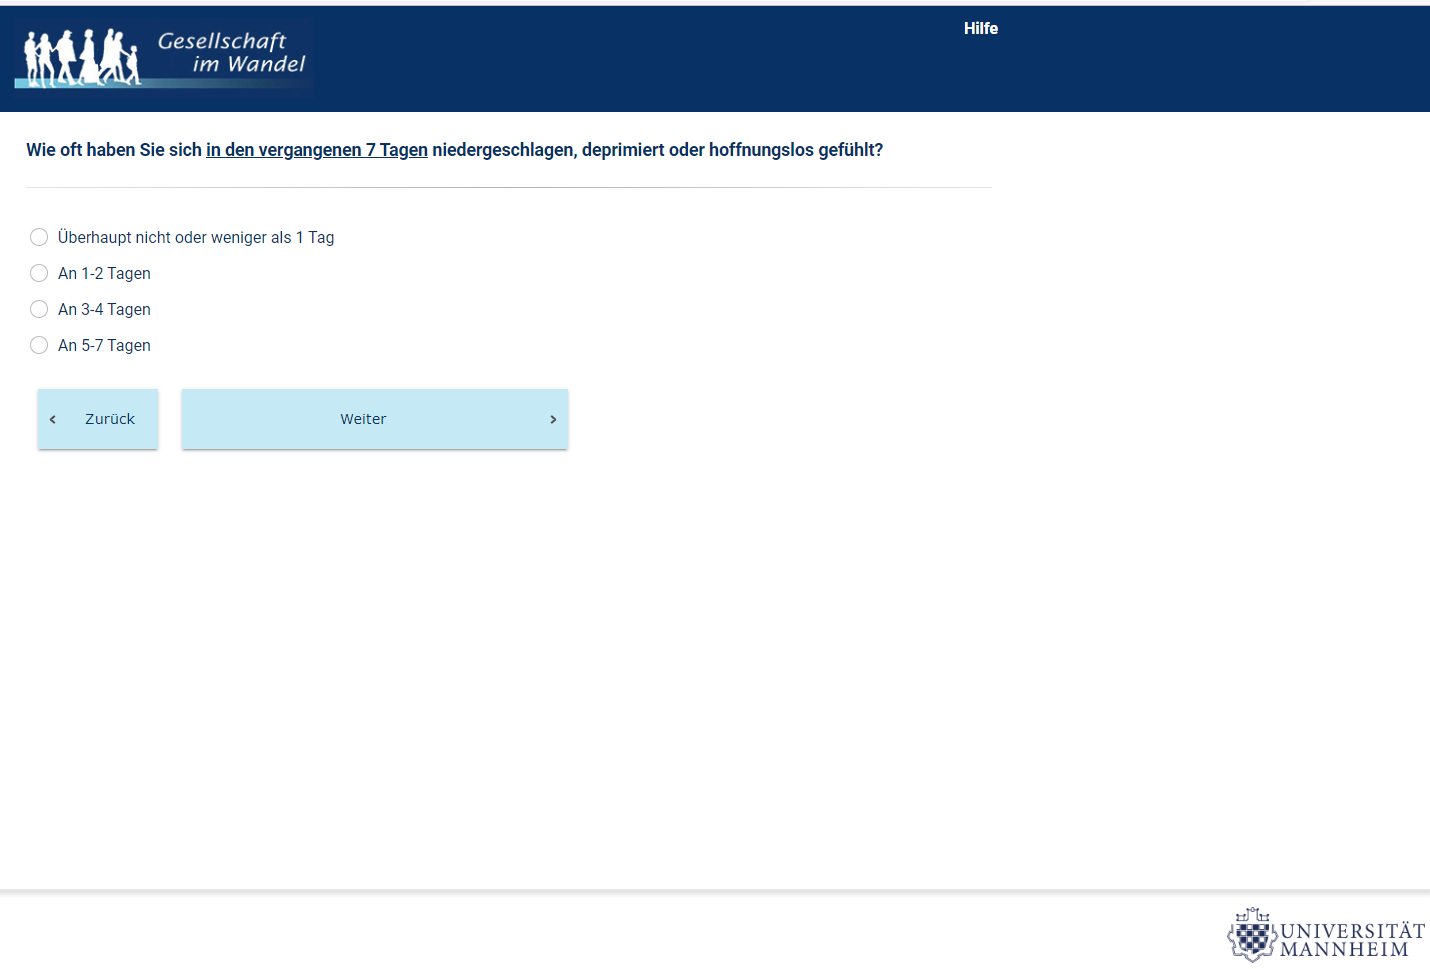 Gesellschaft
im Wandel
Hilfe
Wie oft haben Sie sich in den vergangenen 7 Tagen niedergeschlagen, deprimiert oder hoffnungslos gefühlt?
Überhaupt nicht oder weniger als 1 Tag
An 1-2 Tagen
An 3-4 Tagen
An 5-7 Tagen
‹ Zurück
Weiter ›
UNIVERSITÄT
MANNHEIM